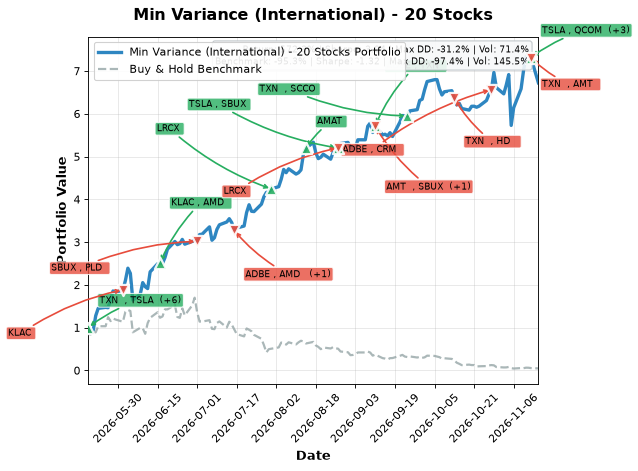 Min Variance (International) - 20 Stocks
TSLA , QCOM (+3)
Min Variance (International) - 20 Stocks Portfolio
Max DD: -31.2% | Vol: 71.4%
Buy & Hold Benchmark
Sharpe: -1.32 | Max DD: -97.4% | Vol: 145.5%
TXN , AMT
TXN , SCCO
TSLA , SBUX
AMAT
LRCX
TXN , HD
ADBE , CRM
AMT , SBUX (+1)
LRCX
KLAC , AMD
SBUX , PLD
ADBE , AMD (+1)
TXN , TSLA (+6)
KLAC
Portfolio Value
7
6
5
4
3
2
1
0
2026-05-30
2026-06-15
2026-07-01
2026-07-17
2026-08-02
2026-08-18
2026-09-03
2026-09-19
2026-10-05
2026-10-21
2026-11-06
Date